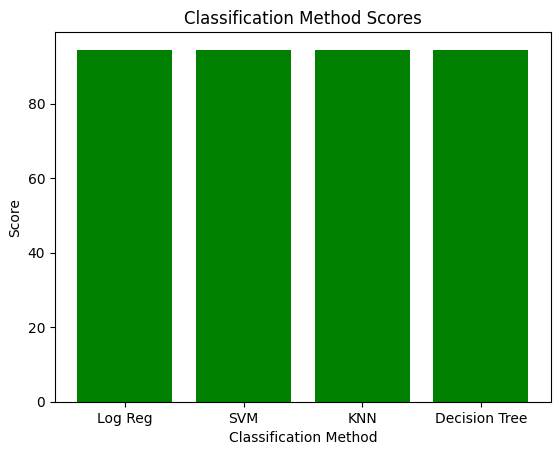 Classification Method Scores
Score
80
60
40
20
0
Log Reg SVM KNN Decision Tree
Classification Method